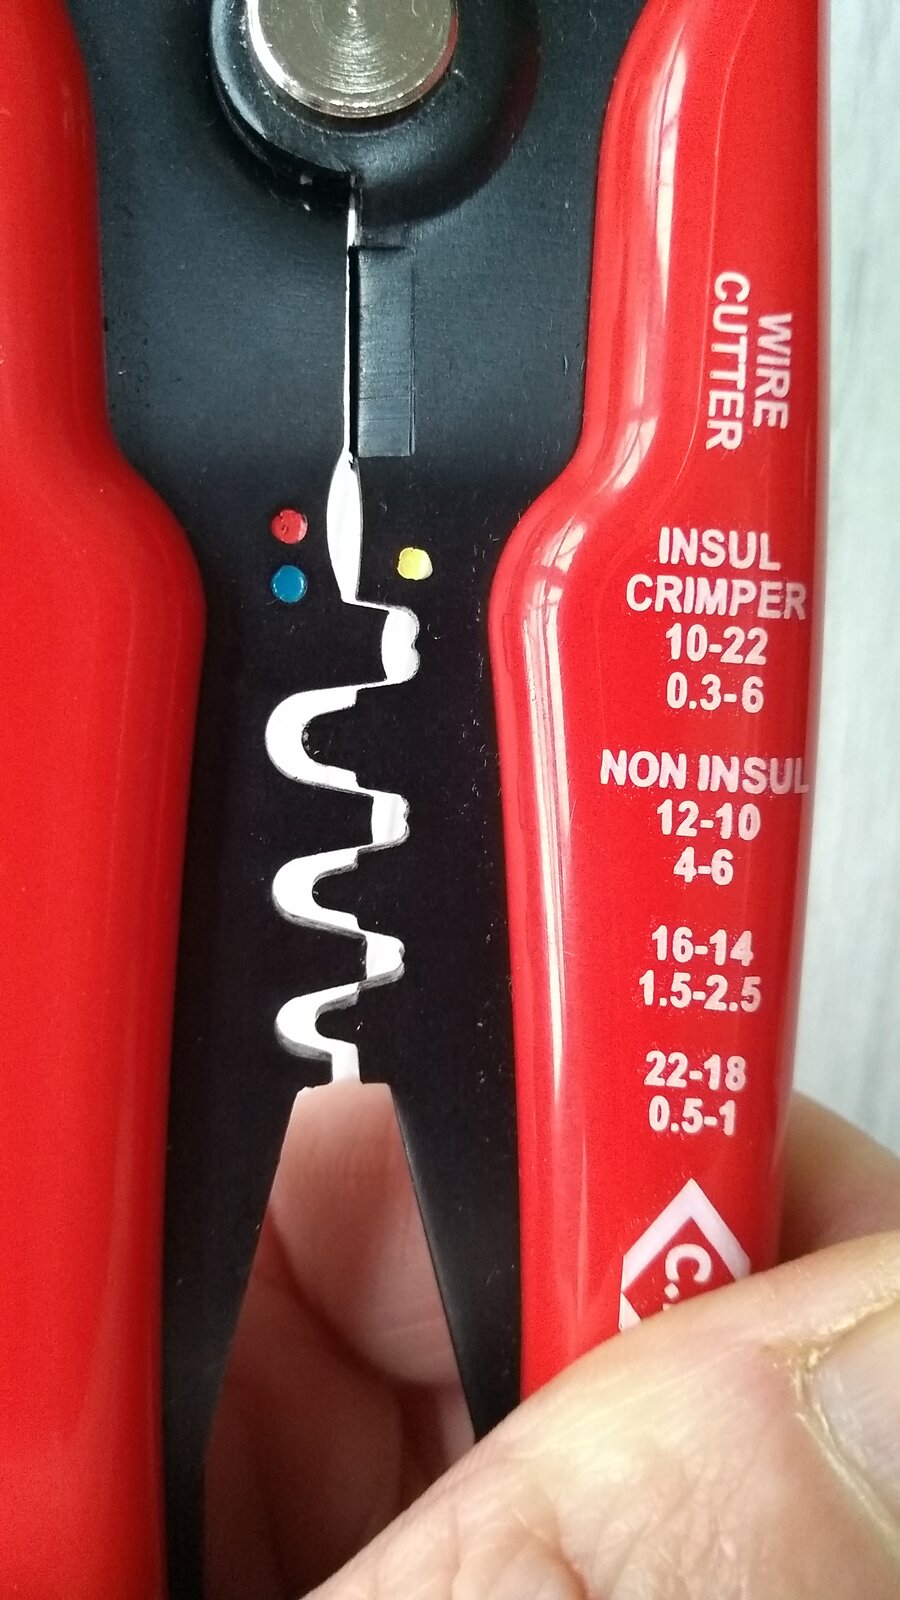 WIRE
CUTTER
INSUL
CRIMPER
10-22
0.3-6
NON INSUL
12-10
4-6
16-14
1.5-2.5
22-18
0.5-1
C.